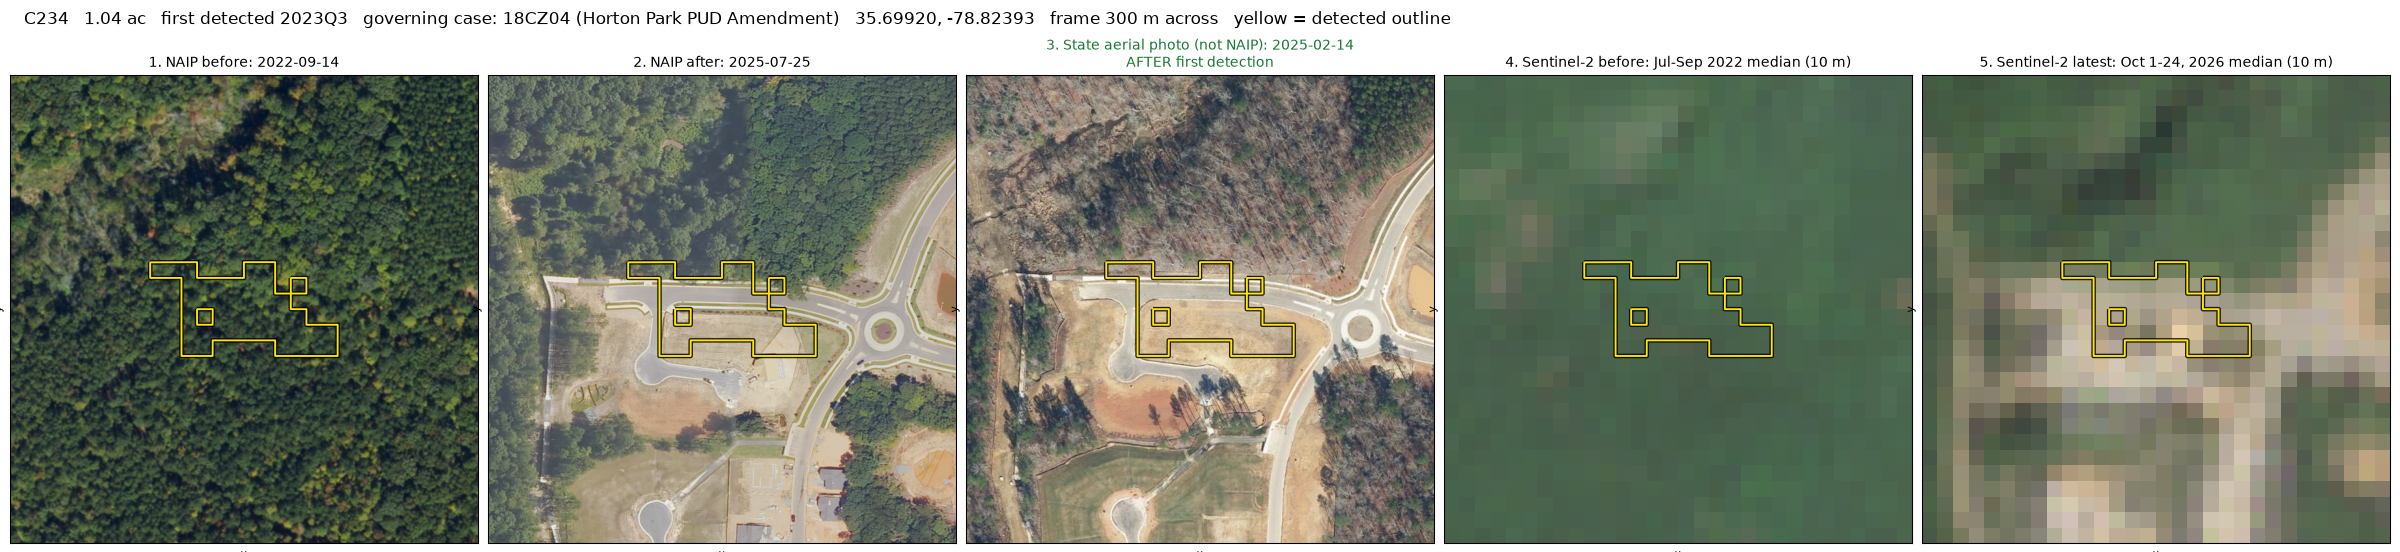 C234   1.04 ac   first detected 2023Q3   governing case: 18CZ04 (Horton Park PUD Amendment)   35.69920, -78.82393   frame 300 m across   yellow = detected outline
1. NAIP before: 2022-09-14
2. NAIP after: 2025-07-25
3. State aerial photo (not NAIP): 2025-02-14
AFTER first detection
4. Sentinel-2 before: Jul-Sep 2022 median (10 m)
5. Sentinel-2 latest: Oct 1-24, 2026 median (10 m)